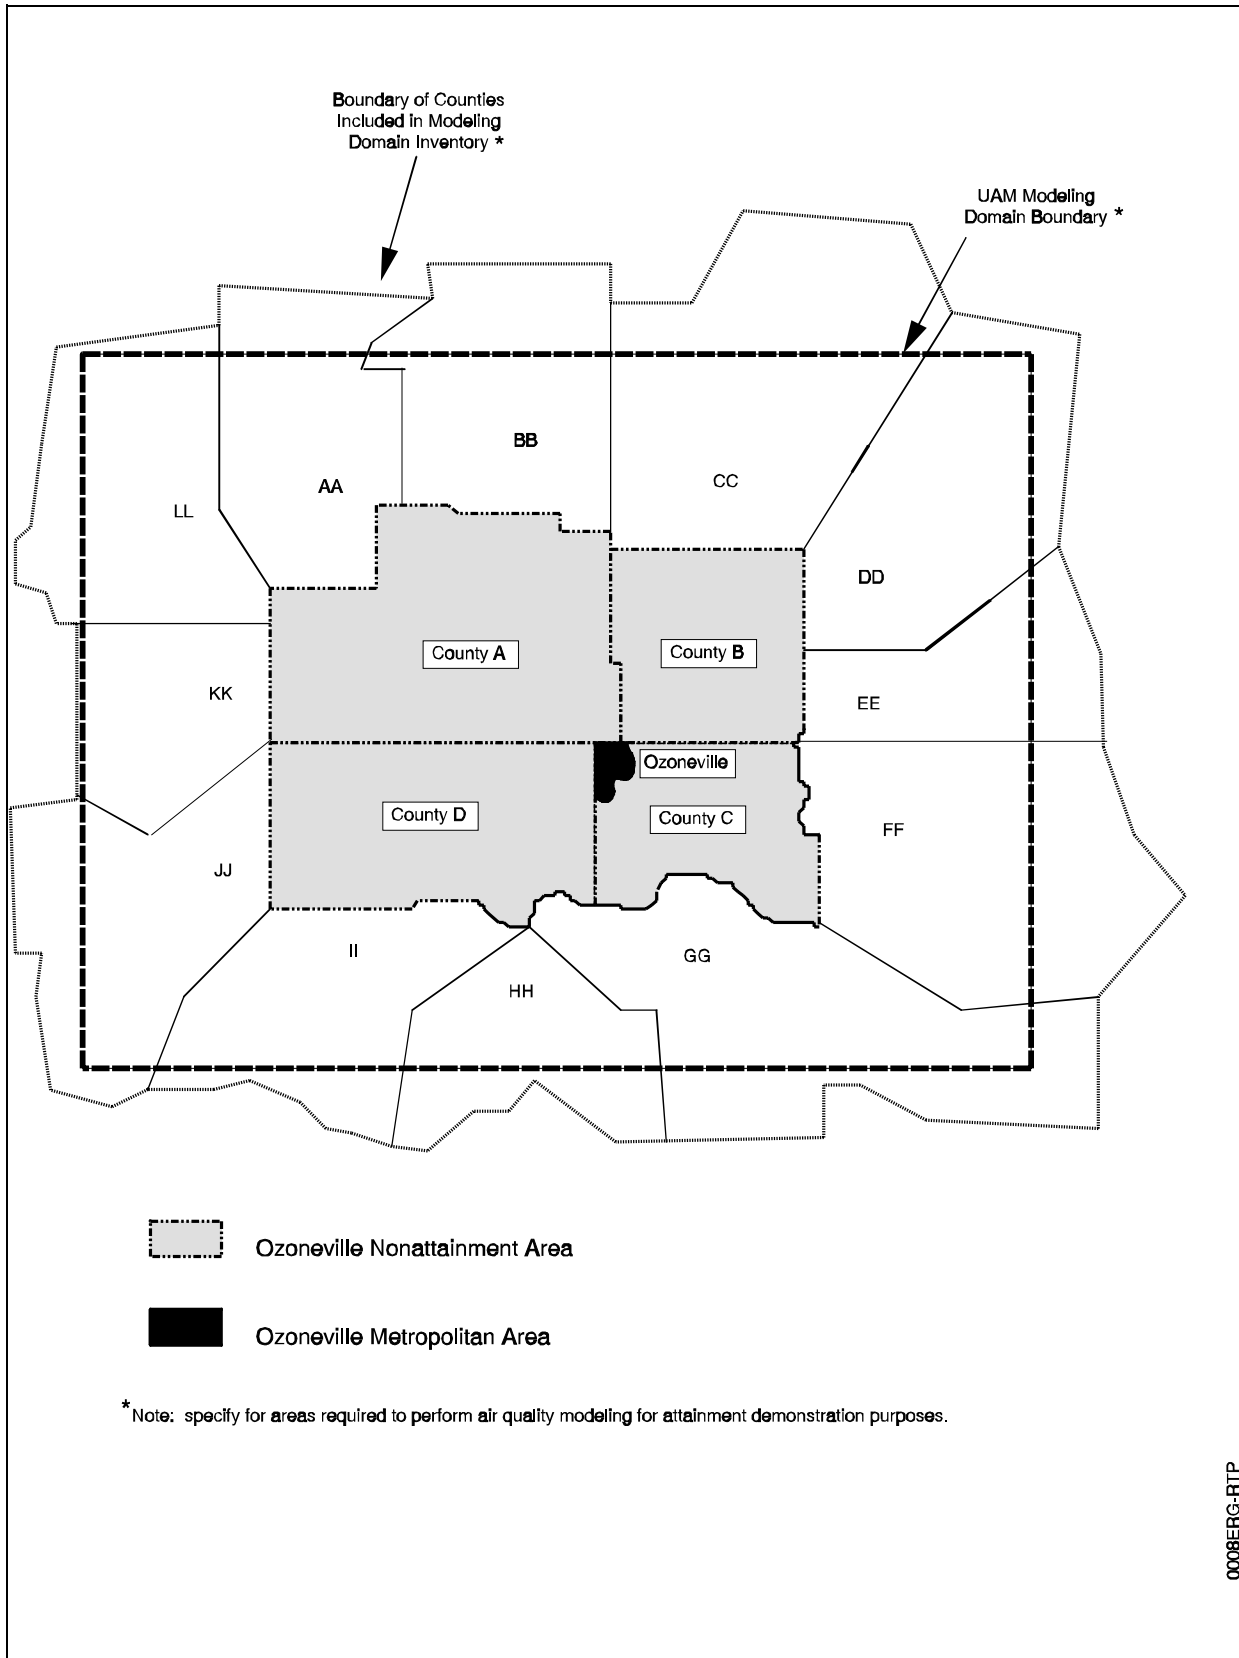 Boundary of Counties
Included in Modeling
Domain Inventory *
UAM Modeling
Domain Boundary *
BB
CC
AA
LL
DD
County A
County B
KK
EE
Ozoneville
County D
County C
FF
JJ
II
GG
HH
Ozoneville Nonattainment Area
Ozoneville Metropolitan Area
*Note: specify for areas required to perform air quality modeling for attainment demonstration purposes.
0008ERG-RTP